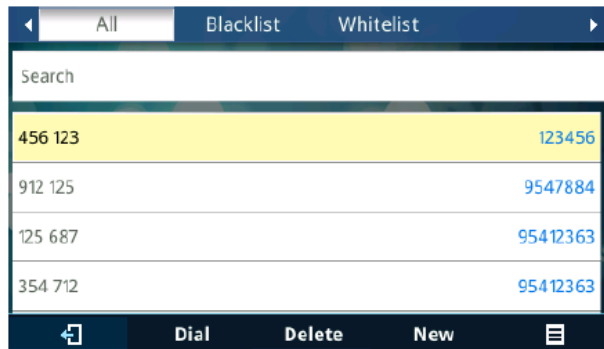 All Blacklist Whitelist
Search
456 123 123456
912 125 9547884
125 687 95412363
354 712 95412363
Dial Delete New